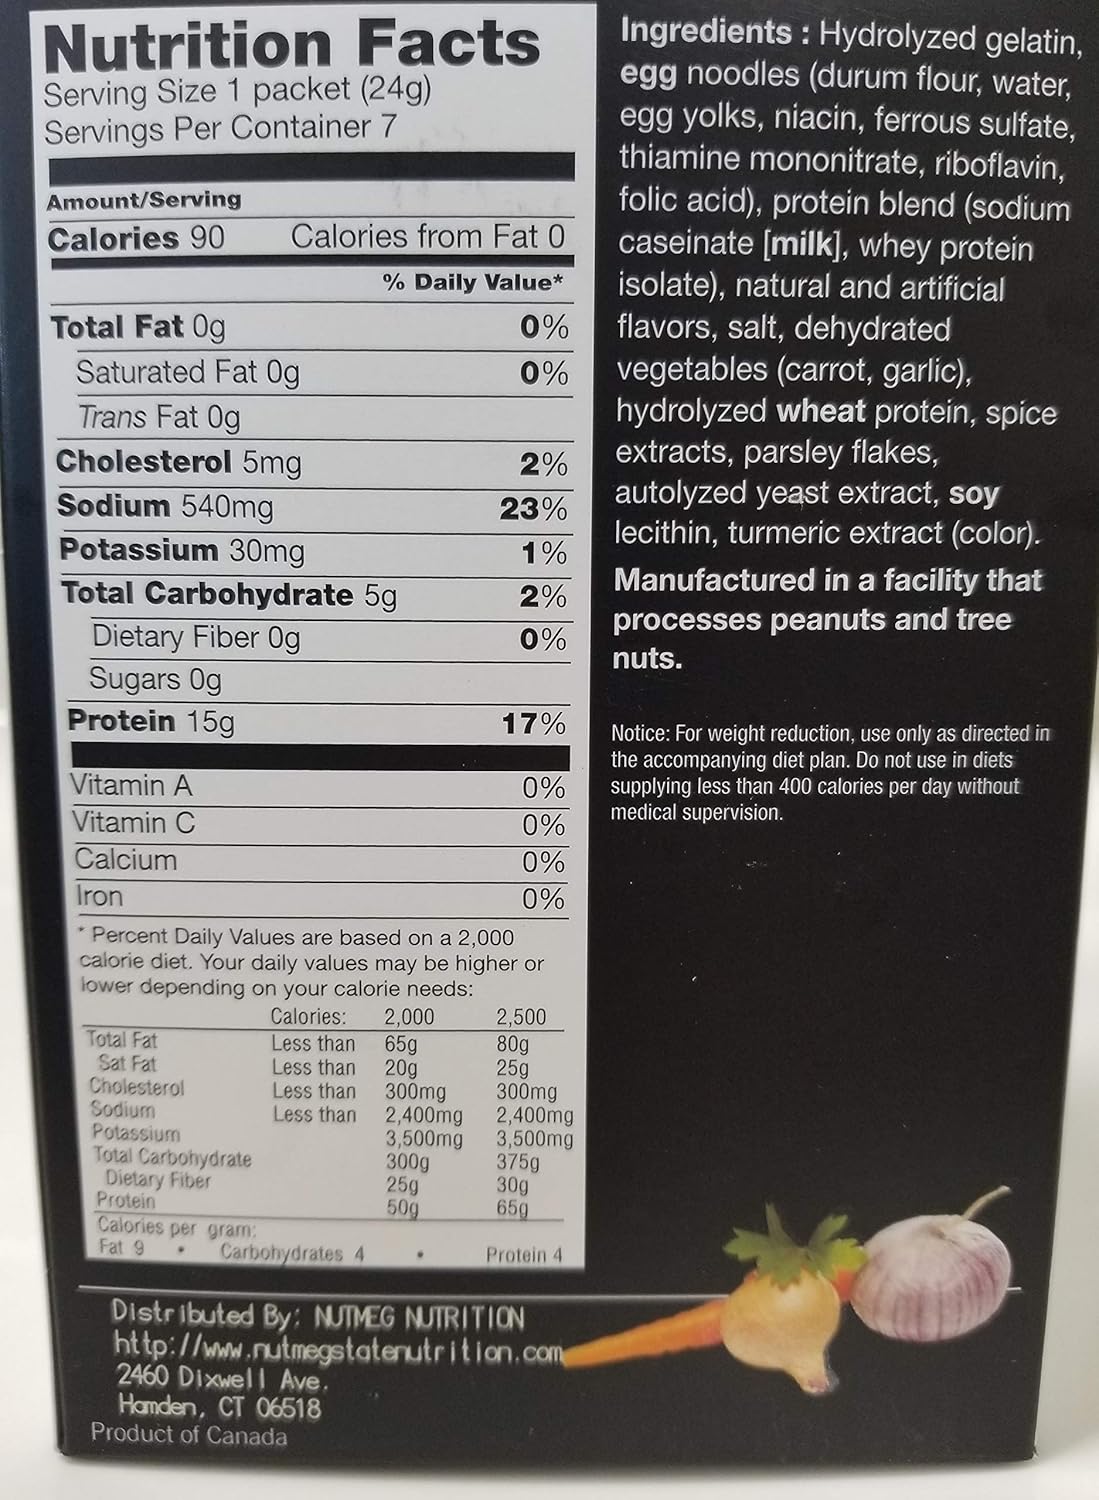 Nutrition Facts
Serving Size 1 packet (24g)
Servings Per Container 7
Amount/Serving
Calories 90 Calories from Fat 0
% Daily Value*
Total Fat 0g 0%
Saturated Fat 0g 0%
Trans Fat 0g
Cholesterol 5mg 2%
Sodium 540mg 23%
Potassium 30mg 1%
Total Carbohydrate 5g 2%
Dietary Fiber 0g 0%
Sugars 0g
Protein 15g 17%
Vitamin A 0%
Vitamin C 0%
Calcium 0%
Iron 0%
* Percent Daily Values are based on a 2,000
calorie diet. Your daily values may be higher or
lower depending on your calorie needs:
Calories: 2,000 2,500
Total Fat Less than 65g 80g
Sat Fat Less than 20g 25g
Cholesterol Less than 300mg 300mg
Sodium Less than 2,400mg 2,400mg
Potassium 3,500mg 3,500mg
Total Carbohydrate 300g 375g
Dietary Fiber 25g 30g
Protein 50g 65g
Calories per gram:
Fat 9 • Carbohydrates 4 • Protein 4
Ingredients : Hydrolyzed gelatin,
egg noodles (durum flour, water,
egg yolks, niacin, ferrous sulfate,
thiamine mononitrate, riboflavin,
folic acid), protein blend (sodium
caseinate [milk], whey protein
isolate), natural and artificial
flavors, salt, dehydrated
vegetables (carrot, garlic),
hydrolyzed wheat protein, spice
extracts, parsley flakes,
autolyzed yeast extract, soy
lecithin, turmeric extract (color).
Manufactured in a facility that
processes peanuts and tree
nuts.
Notice: For weight reduction, use only as directed in
the accompanying diet plan. Do not use in diets
supplying less than 400 calories per day without
medical supervision.
Distributed By: NUTMEG NUTRITION
http://www.nutmegstatenutrition.com
2460 Dixwell Ave.
Hamden, CT 06518
Product of Canada